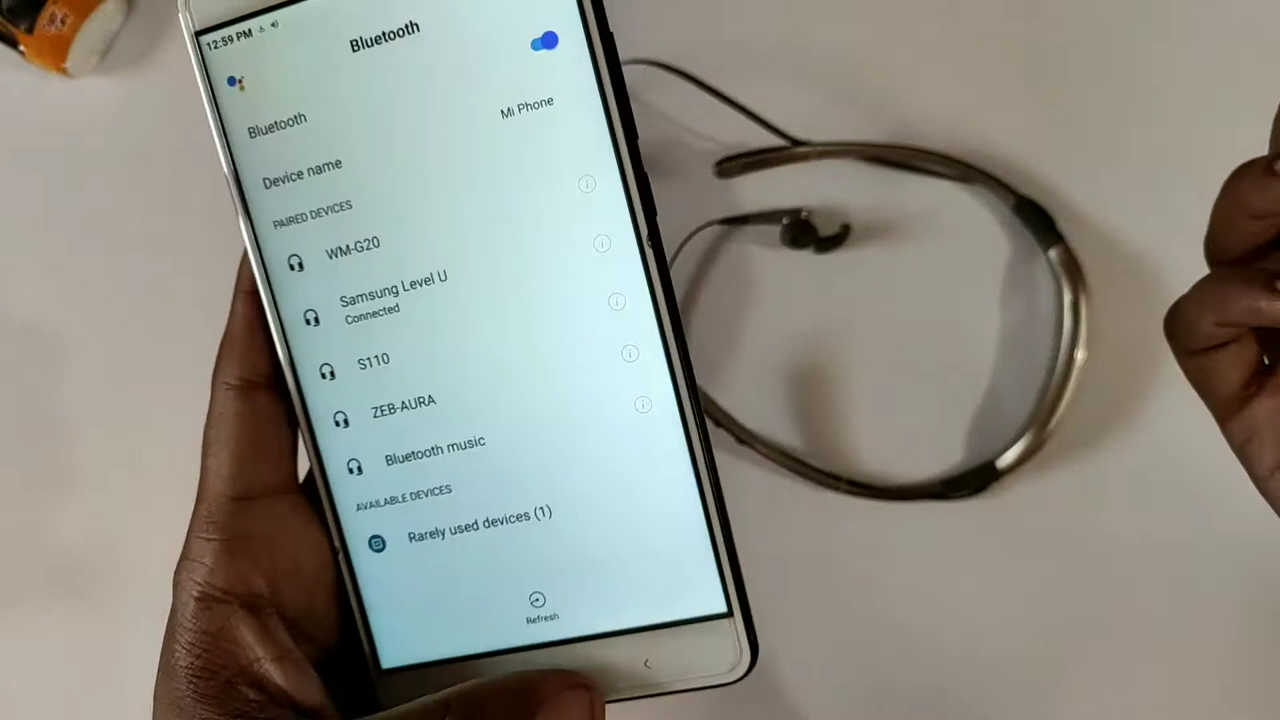 12:59 PM
Bluetooth
Bluetooth
Device name
Mi Phone
PAIRED DEVICES
WM-G20
Samsung Level U
Connected
S110
ZEB-AURA
Bluetooth music
AVAILABLE DEVICES
Rarely used devices (1)
Refresh